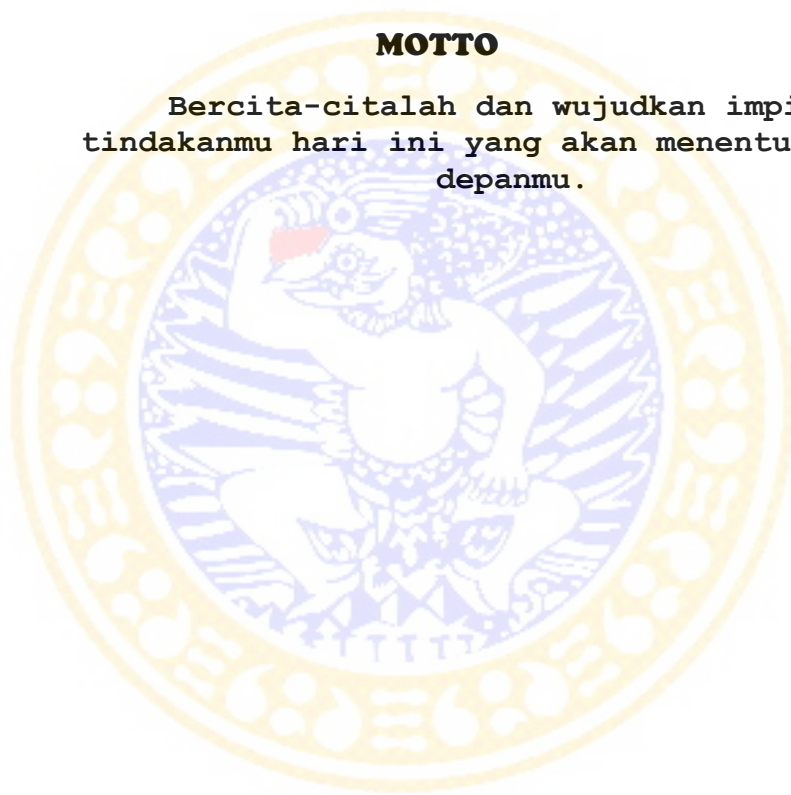 MOTTO
Bercita-citalah dan wujudkan impi
tindakanmu hari ini yang akan menentu
depanmu.